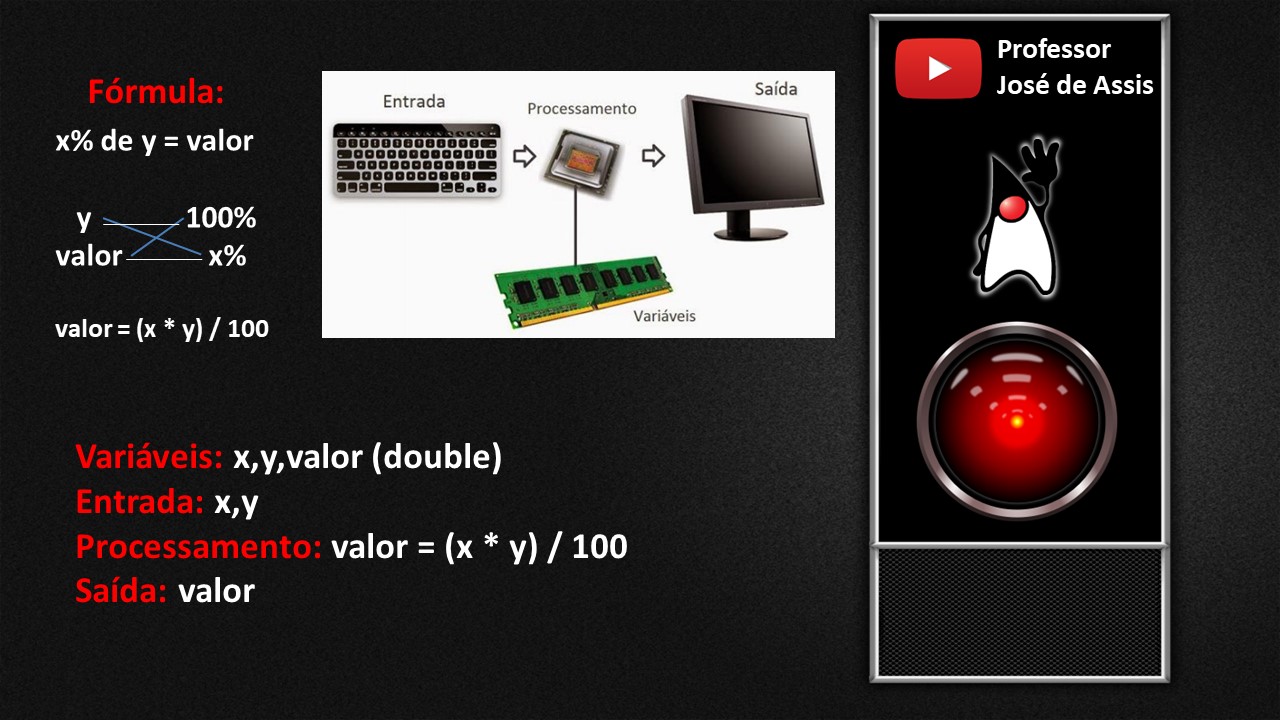 Fórmula:
x% de y = valor
y 100%
valor x%
valor = (x * y) / 100
Entrada
Processamento
Saída
Variáveis
Variáveis: x,y,valor (double)
Entrada: x,y
Processamento: valor = (x * y) / 100
Saída: valor
Professor
José de Assis